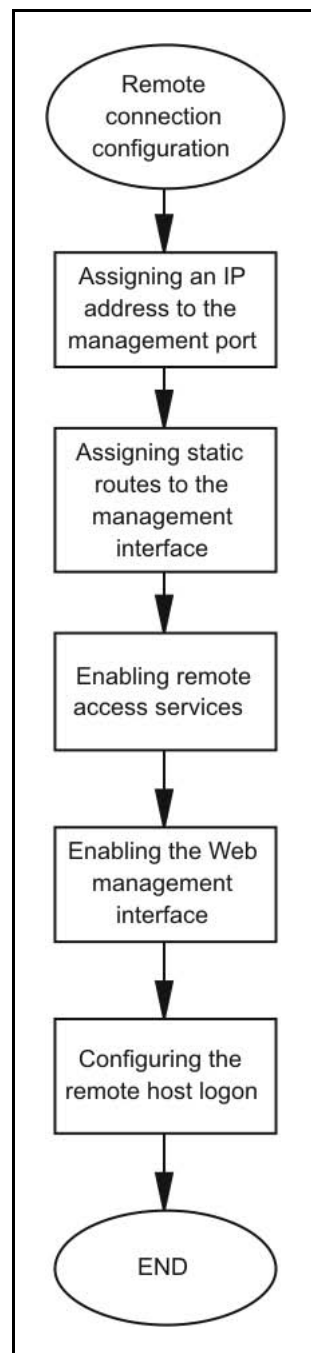 Remote
connection
configuration
Assigning an IP
address to the
management port
Assigning static
routes to the
management
interface
Enabling remote
access services
Enabling the Web
management
interface
Configuring the
remote host logon
END